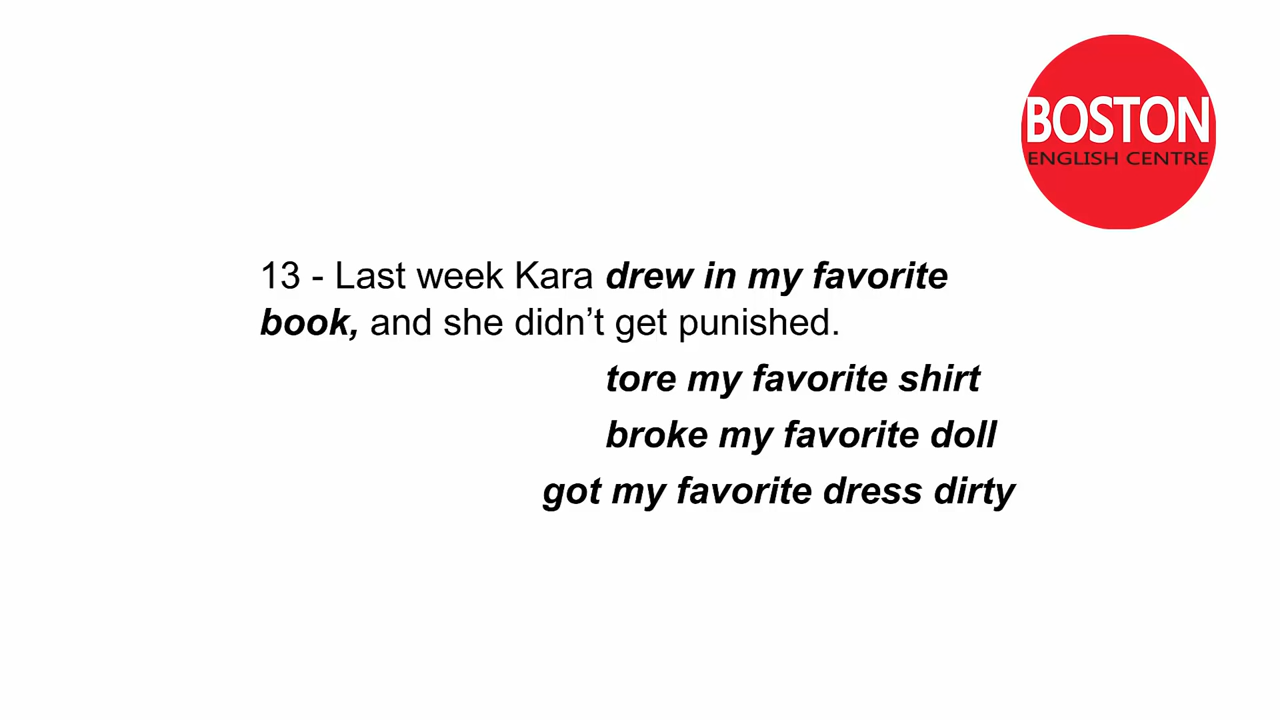 BOSTON
ENGLISH CENTRE
13 - Last week Kara drew in my favorite
book, and she didn’t get punished.
tore my favorite shirt
broke my favorite doll
got my favorite dress dirty